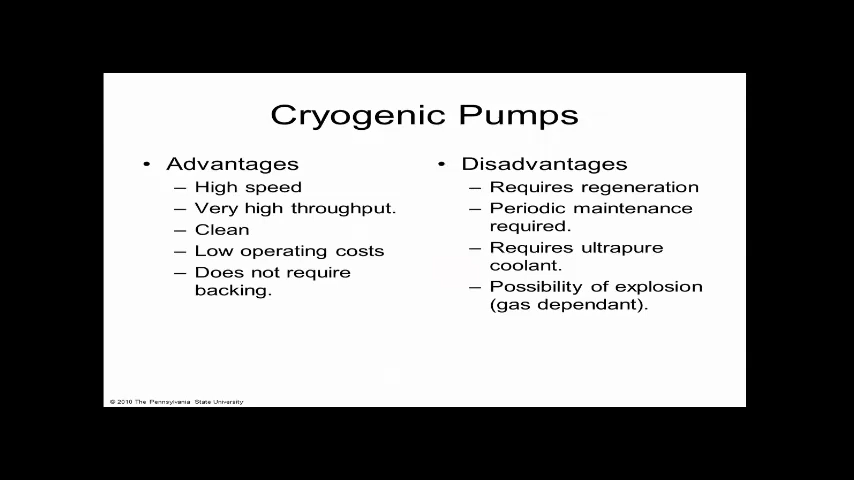 Cryogenic Pumps
• Advantages
– High speed
– Very high throughput.
– Clean
– Low operating costs
– Does not require
backing.
• Disadvantages
– Requires regeneration
– Periodic maintenance
required.
– Requires ultrapure
coolant.
– Possibility of explosion
(gas dependant).
© 2010 The Pennsylvania State University